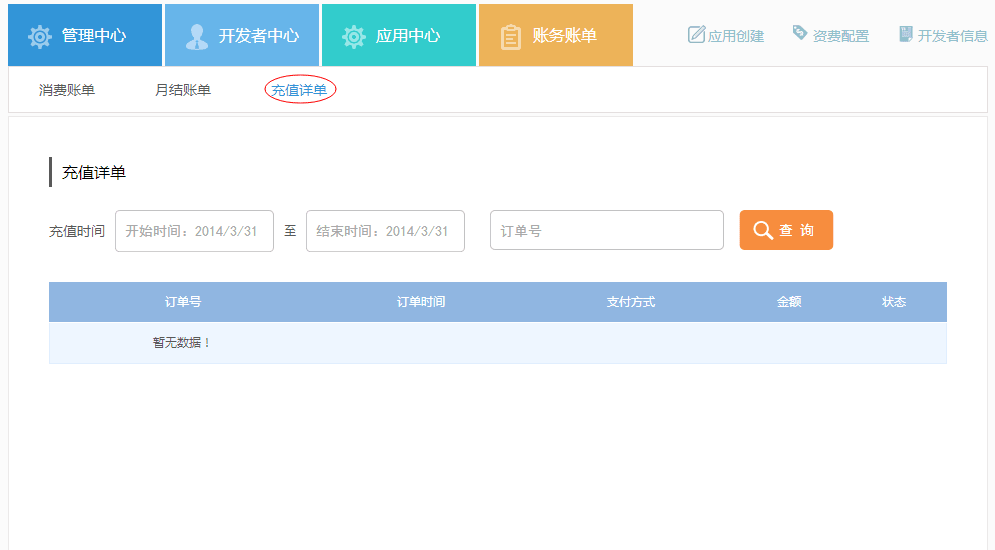 管理中心 开发者中心 应用中心 账务账单 应用创建 资费配置 开发者信息
消费账单 月结账单 充值详单
充值详单
充值时间 开始时间：2014/3/31 至 结束时间：2014/3/31 订单号 查 询
订单号 订单时间 支付方式 金额 状态
暂无数据！